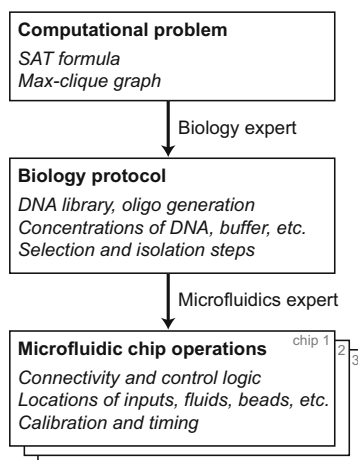 Computational problem
SAT formula
Max-clique graph
Biology expert
Biology protocol
DNA library, oligo generation
Concentrations of DNA, buffer, etc.
Selection and isolation steps
Microfluidics expert
chip 1
2
3
Microfluidic chip operations
Connectivity and control logic
Locations of inputs, fluids, beads, etc.
Calibration and timing